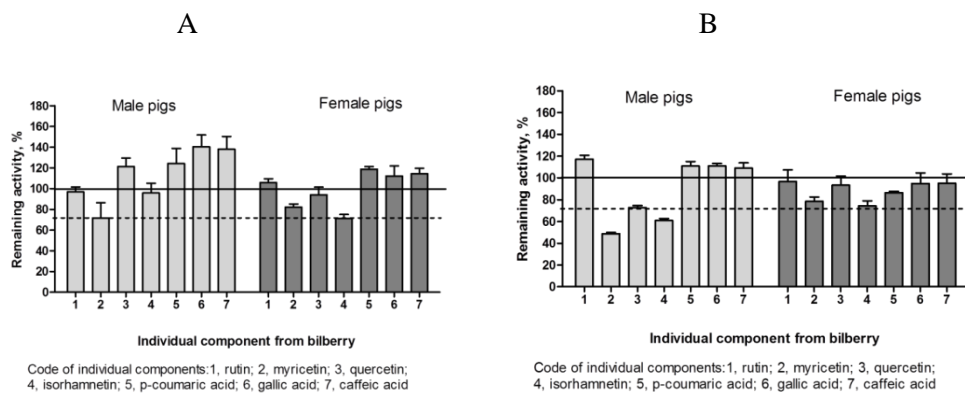 A
B
Male pigs
Female pigs
Remaining activity, %
180
160
140
120
100
80
60
40
20
0
1 2 3 4 5 6 7 1 2 3 4 5 6 7
Individual component from bilberry
Code of individual components:1, rutin; 2, myricetin; 3, quercetin;
4, isorhamnetin; 5, p-coumaric acid; 6, gallic acid; 7, caffeic acid
Male pigs
Female pigs
Remaining activity, %
180
160
140
120
100
80
60
40
20
0
1 2 3 4 5 6 7 1 2 3 4 5 6 7
Individual component from bilberry
Code of individual components:1, rutin; 2, myricetin; 3, quercetin;
4, isorhamnetin; 5, p-coumaric acid; 6, gallic acid; 7, caffeic acid